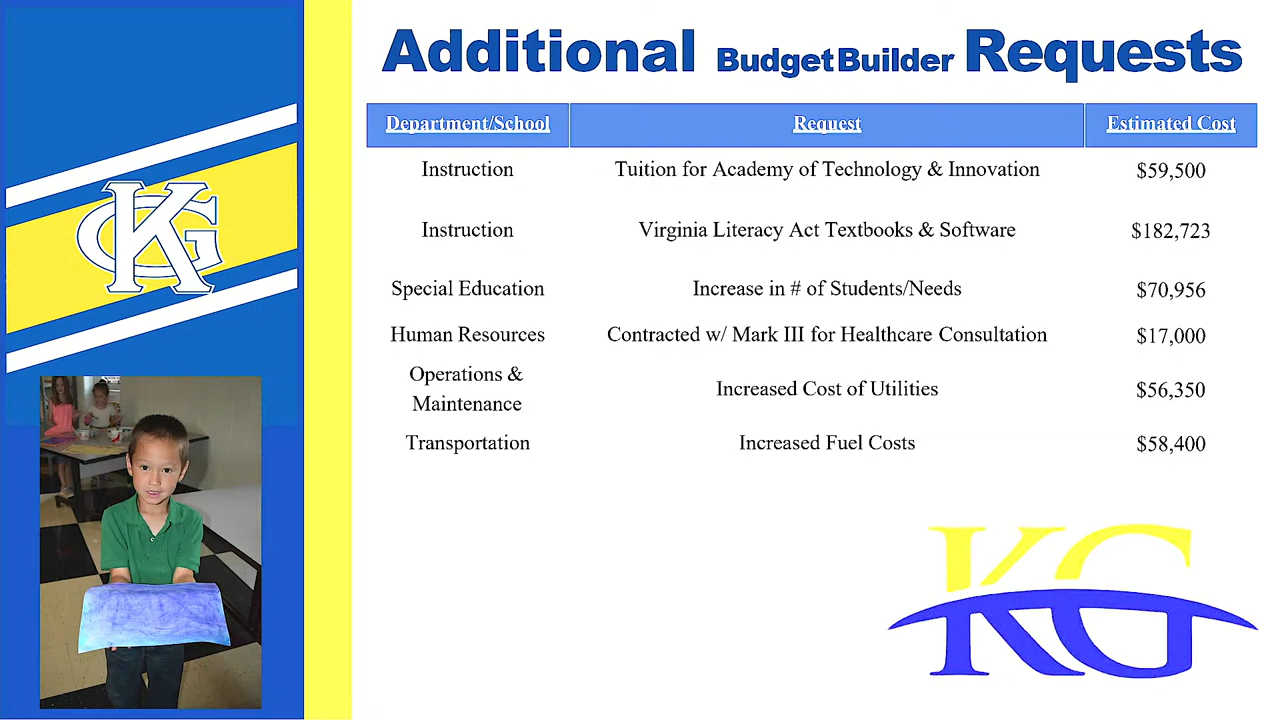 Additional BudgetBuilder Requests
Department/School Request Estimated Cost
Instruction Tuition for Academy of Technology & Innovation $59,500
Instruction Virginia Literacy Act Textbooks & Software $182,723
Special Education Increase in # of Students/Needs $70,956
Human Resources Contracted w/ Mark III for Healthcare Consultation $17,000
Operations &
Maintenance Increased Cost of Utilities $56,350
Transportation Increased Fuel Costs $58,400
KG
KG